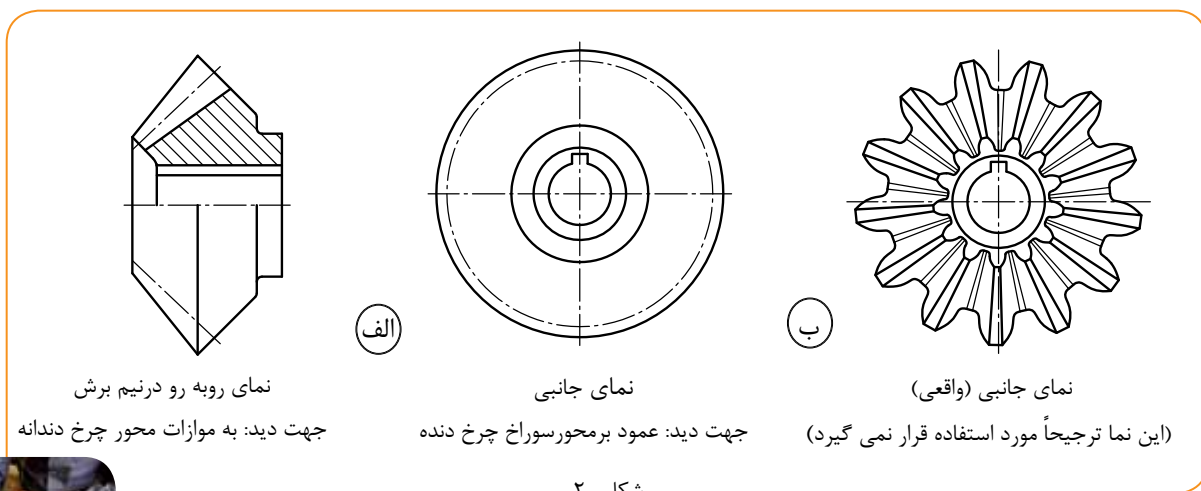 ب
الف
نمای جانبی (واقعی)
(این نما ترجیحاً مورد استفاده قرار نمی گیرد)
نمای جانبی
جهت دید: عمود برمحورسوراخ چرخ دنده
نمای روبه رو درنیم برش
جهت دید: به موازات محور چرخ دندانه